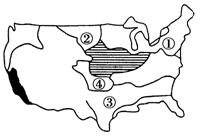 ② ①
④
③